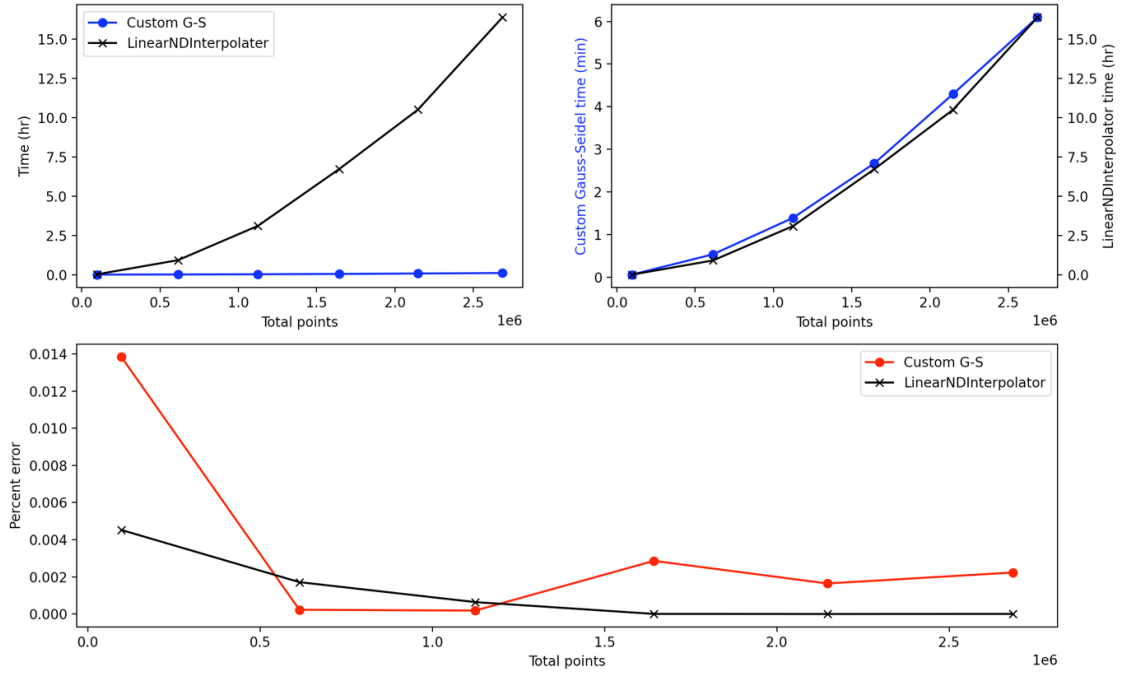 Custom G-S
LinearNDInterpolater
Time (hr)
15.0
12.5
10.0
7.5
5.0
2.5
0.0
0.0 0.5 1.0 1.5 2.0 2.5
Total points
1e6
Custom Gauss-Seidel time (min)
6
5
4
3
2
1
0
0.0 0.5 1.0 1.5 2.0 2.5
Total points
1e6
15.0
12.5
10.0
7.5
5.0
2.5
0.0
LinearNDInterpolator time (hr)
Custom G-S
LinearNDInterpolator
Percent error
0.014
0.012
0.010
0.008
0.006
0.004
0.002
0.000
0.0 0.5 1.0 1.5 2.0 2.5
Total points
1e6